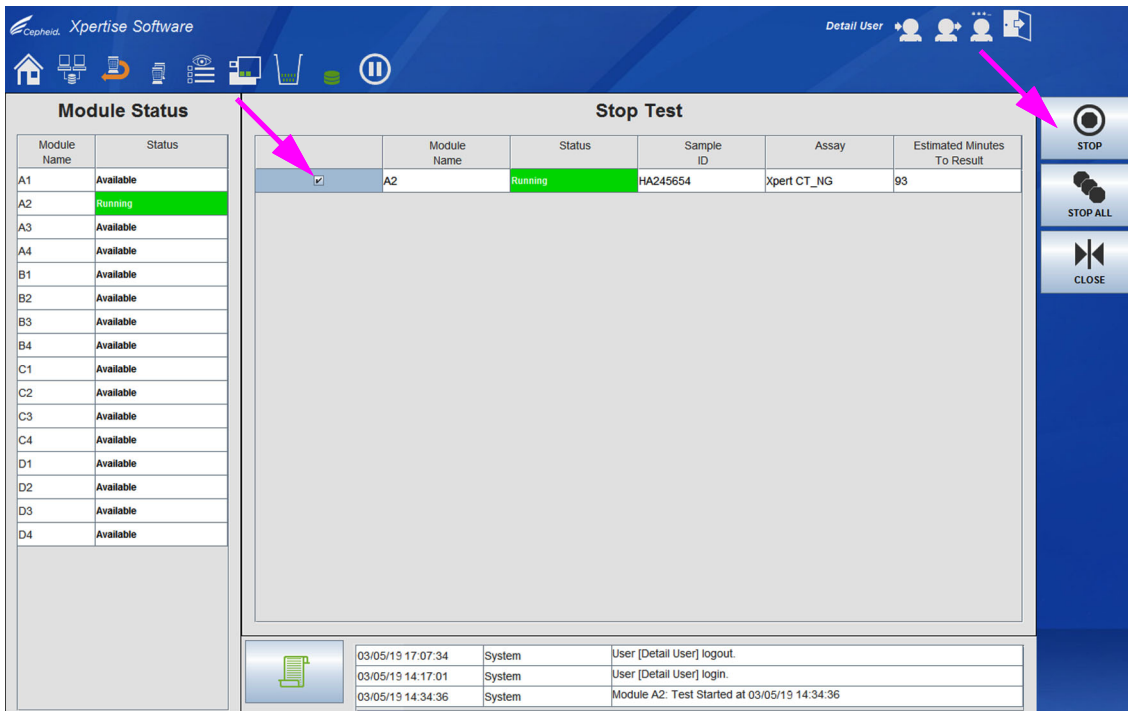 Cepheid. Xpertise Software
Detail User
Module Status
Module Name Status
A1 Available
A2 Running
A3 Available
A4 Available
B1 Available
B2 Available
B3 Available
B4 Available
C1 Available
C2 Available
C3 Available
C4 Available
D1 Available
D2 Available
D3 Available
D4 Available
Stop Test
Module Name Status Sample ID Assay Estimated Minutes To Result
A2 Running HA245654 Xpert CT_NG 93
STOP
STOP ALL
CLOSE
03/05/19 17:07:34 System User [Detail User] logout.
03/05/19 14:17:01 System User [Detail User] login.
03/05/19 14:34:36 System Module A2: Test Started at 03/05/19 14:34:36